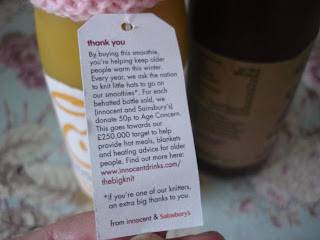 thank you
By buying this smoothie,
you're helping keep older
people warm this winter.
Every year, we ask the nation
to knit little hats to go on
our smoothies*. For each
behatted bottle sold, we
(innocent and Sainsbury's)
donate 50p to Age Concern.
This goes towards our
£250,000 target to help
provide hot meals, blankets
and heating advice for older
people. Find out more here:
www.innocentdrinks.com/
thebigknit
*if you're one of our knitters,
an extra big thanks to you.
from innocent & Sainsbury's